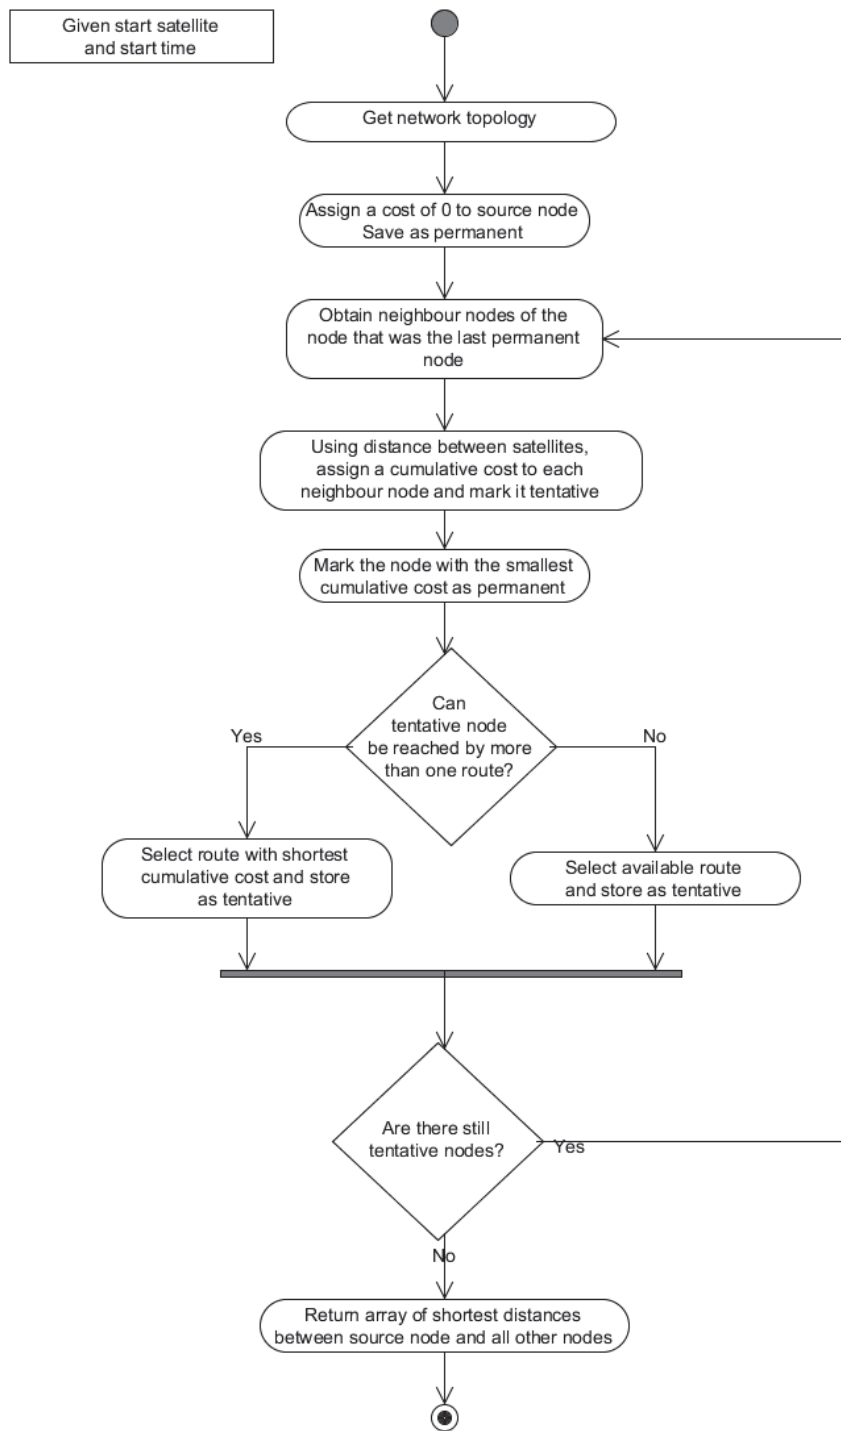 Given start satellite
and start time
Get network topology
Assign a cost of 0 to source node
Save as permanent
Obtain neighbour nodes of the
node that was the last permanent
node
Using distance between satellites,
assign a cumulative cost to each
neighbour node and mark it tentative
Mark the node with the smallest
cumulative cost as permanent
Can
tentative node
be reached by more
than one route?
Yes
No
Select route with shortest
cumulative cost and store
as tentative
Select available route
and store as tentative
Are there still
tentative nodes?
Yes
No
Return array of shortest distances
between source node and all other nodes